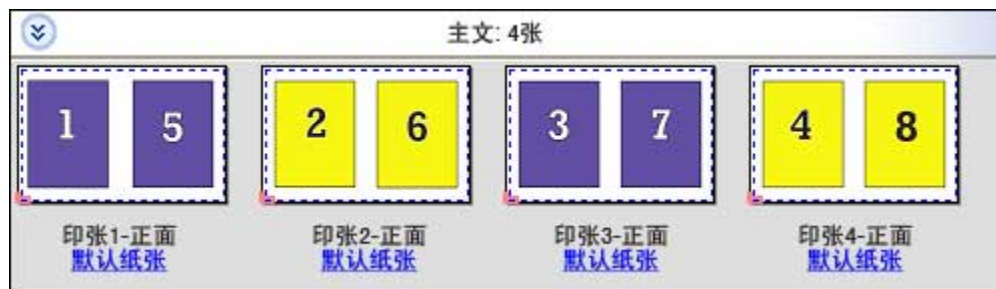 主文: 4张
1 5 2 6 3 7 4 8
印张1-正面 印张2-正面 印张3-正面 印张4-正面
默认纸张 默认纸张 默认纸张 默认纸张